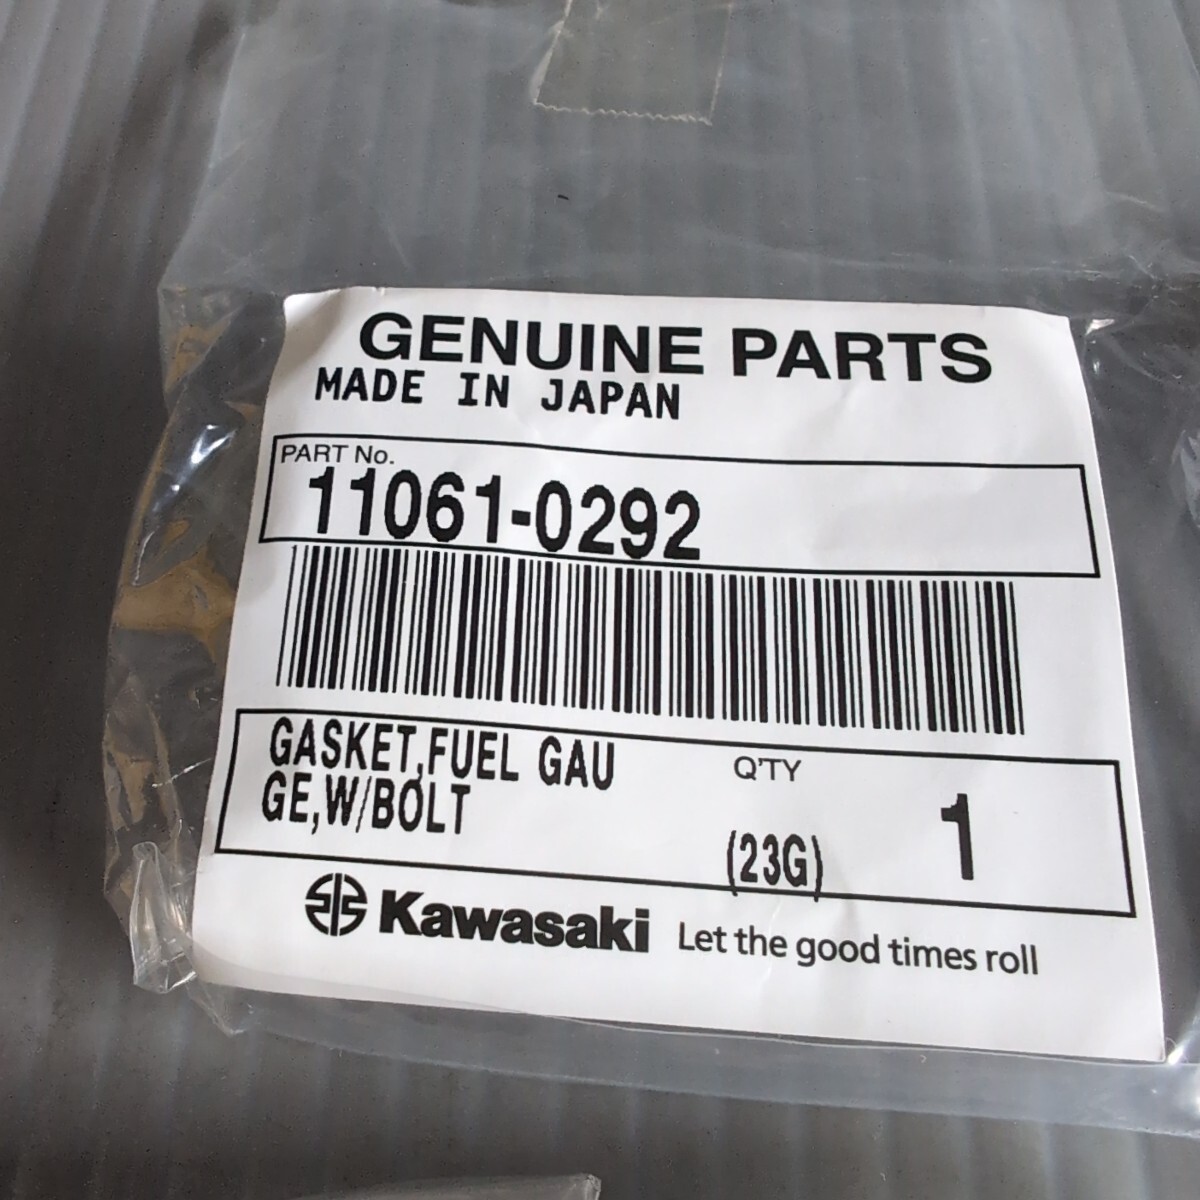 GENUINE PARTS
MADE IN JAPAN
PART No.
11061-0292
GASKET,FUEL GAU
GE,W/BOLT
Q'TY
(23G)
1
Kawasaki Let the good times roll